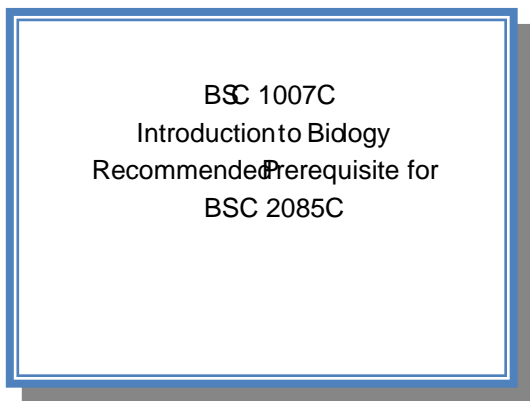 BSC 1007C
Introduction to Biology
Recommended Prerequisite for
BSC 2085C